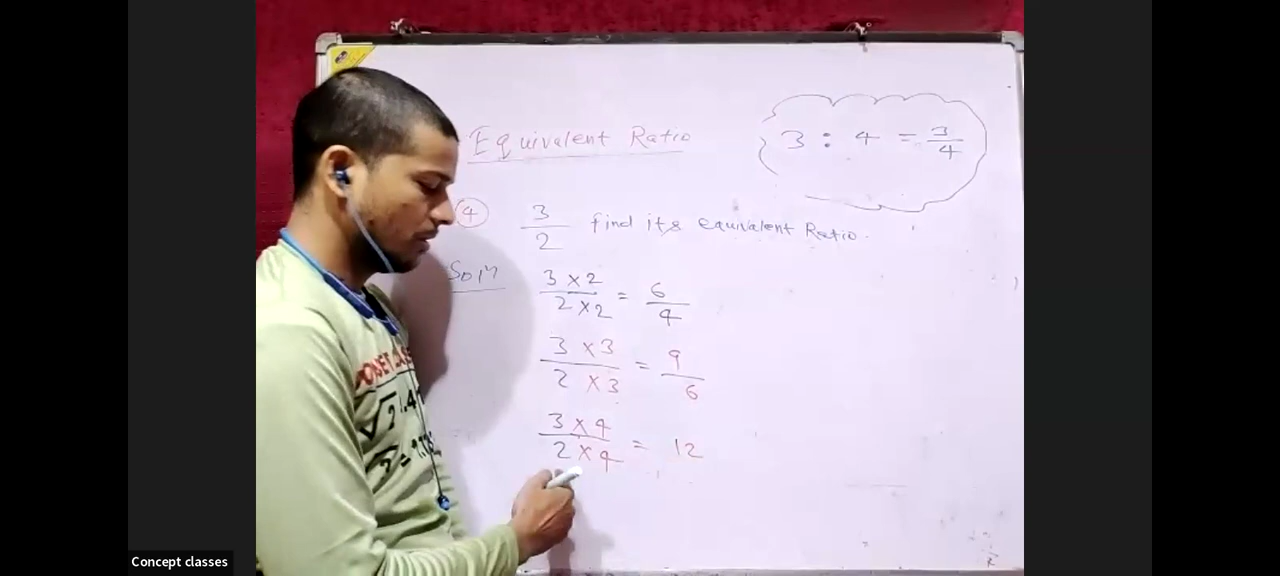 Equivalent Ratio
3 : 4 = 3/4
4
3/2 find its equivalent Ratio.
Soln
3 × 2 / 2 × 2 = 6/4
3 × 3 / 2 × 3 = 9/6
3 × 4 / 2 × 4 = 12
Concept classes